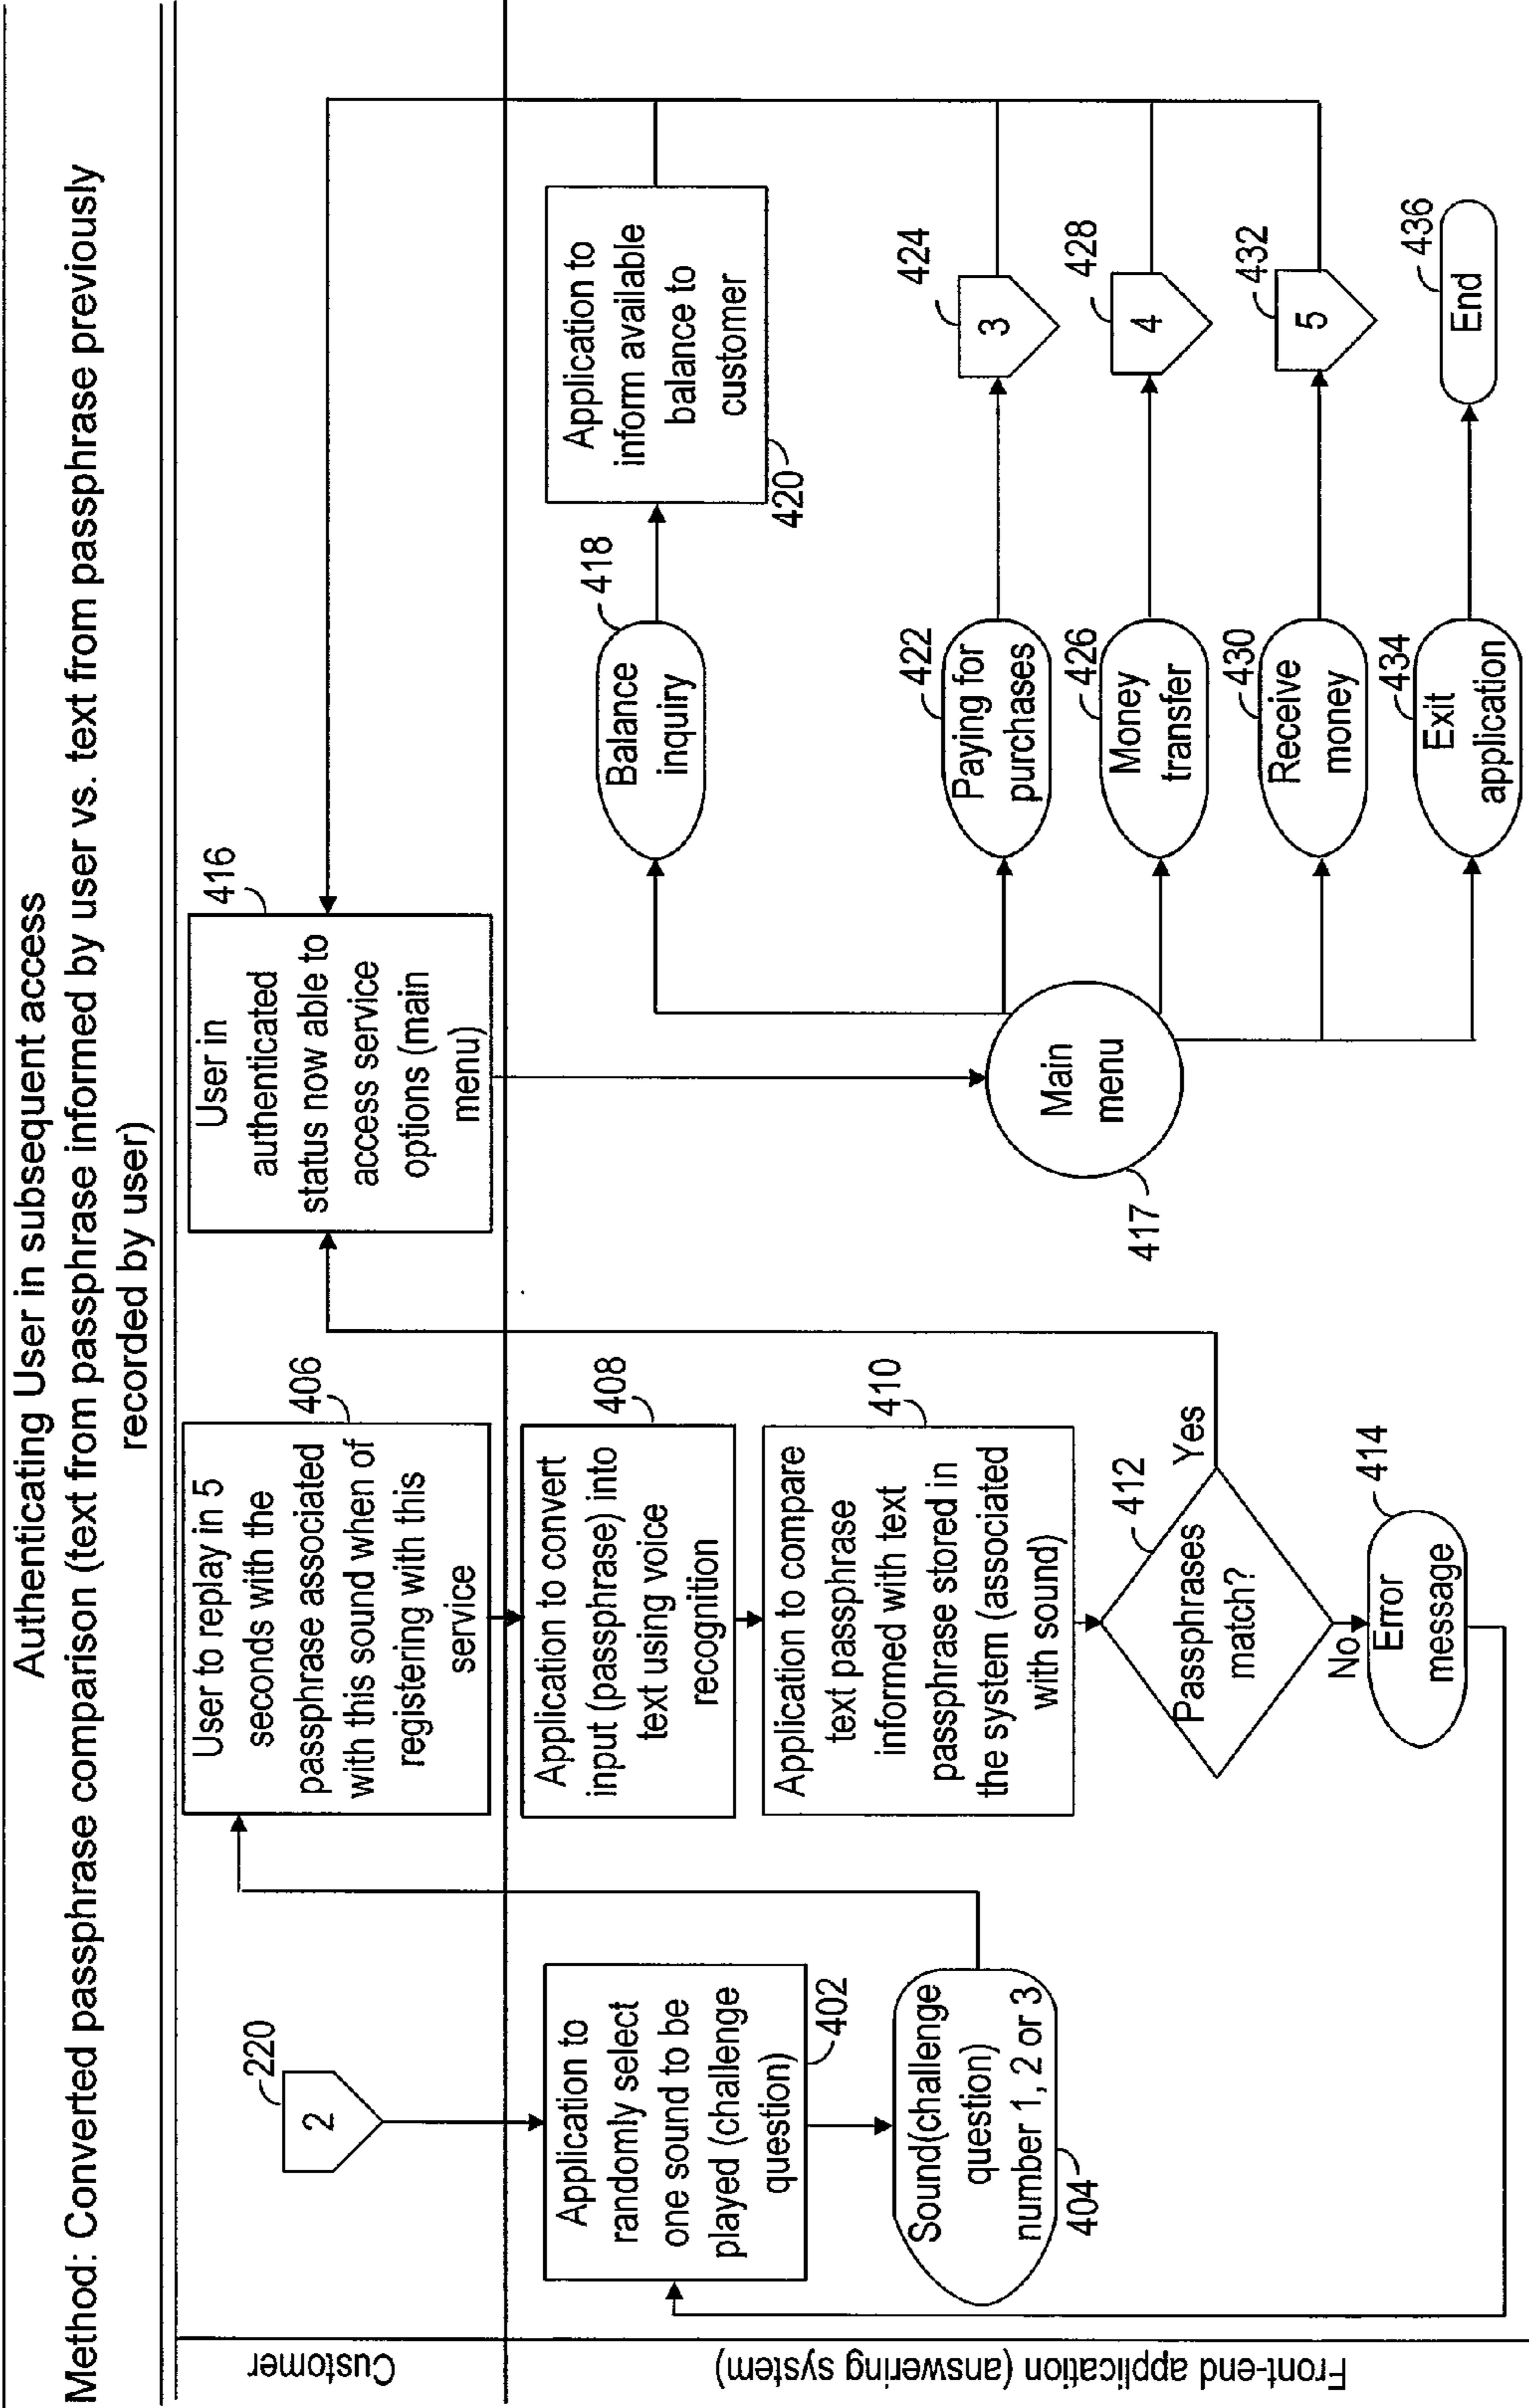 Authenticating User in subsequent access
Method: Converted passphrase comparison (text from passphrase informed by user vs. text from passphrase previously
recorded by user)
Customer
220
2
User to replay in 5
seconds with the
passphrase associated
with this sound when of
registering with this
service
406
User in
authenticated
status now able to
access service
options (main
menu)
416
Front-end application (answering system)
Application to
randomly select
one sound to be
played (challenge
question)
402
Sound(challenge
question)
number 1, 2 or 3
404
Application to convert
input (passphrase) into
text using voice
recognition
408
Application to compare
text passphrase
informed with text
passphrase stored in
the system (associated
with sound)
410
Passphrases
match?
412
Yes
No
Error
message
414
Main
menu
417
Balance
inquiry
418
Application to
inform available
balance to
customer
420
Paying for
purchases
422
3
424
Money
transfer
426
4
428
Receive
money
430
5
432
Exit
application
434
End
436